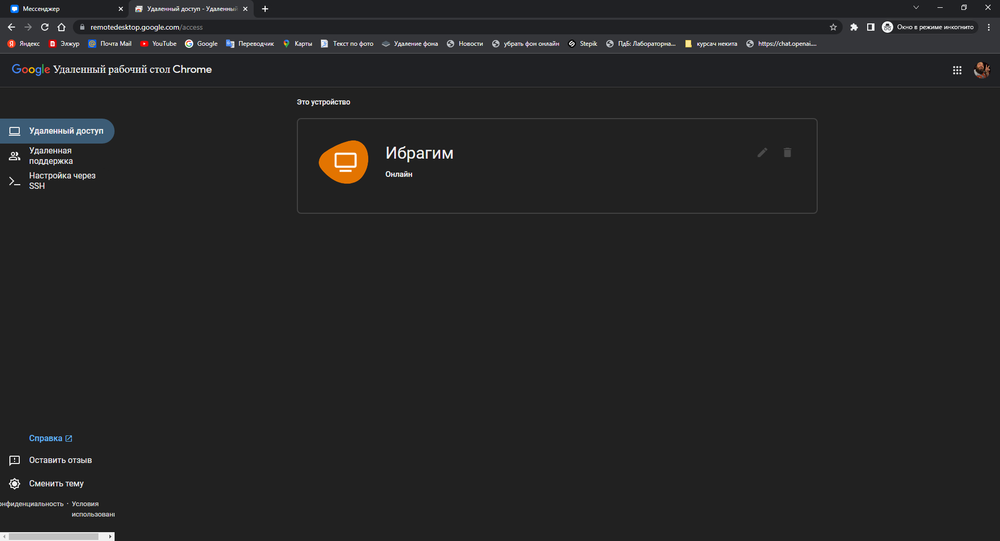 Мессенджер
Удаленный доступ - Удаленный
remotedesktop.google.com/access
Окно в режиме инкогнито
Яндекс
Элжур
Почта Mail
YouTube
Google
Переводчик
Карты
Текст по фото
Удаление фона
Новости
убрать фон онлайн
Stepik
ПдБ: Лабораторна...
курсач некита
https://chat.openai....
Google Удаленный рабочий стол Chrome
Это устройство
Удаленный доступ
Удаленная
поддержка
Настройка через
SSH
Ибрагим
Онлайн
Справка
Оставить отзыв
Сменить тему
онфиденциальность · Условия
использован